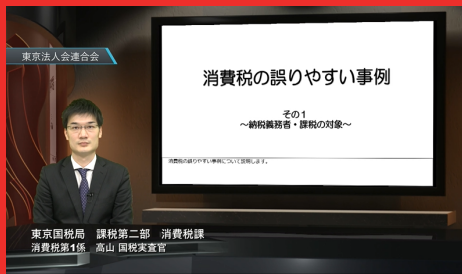 東京法人会連合会
消費税の誤りやすい事例
その1
～納税義務者・課税の対象～
消費税の誤りやすい事例について説明します。
東京国税局 課税第二部 消費税課
消費税第1係 高山 国税実査官